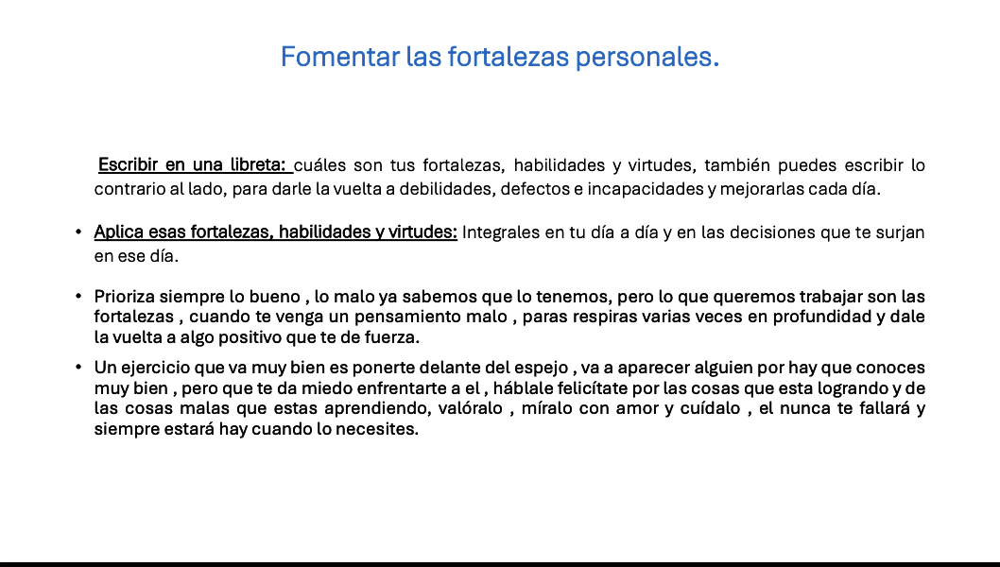 Fomentar las fortalezas personales.
Escribir en una libreta: cuáles son tus fortalezas, habilidades y virtudes, también puedes escribir lo
contrario al lado, para darle la vuelta a debilidades, defectos e incapacidades y mejorarlas cada día.
• Aplica esas fortalezas, habilidades y virtudes: Integrales en tu día a día y en las decisiones que te surjan
en ese día.
• Prioriza siempre lo bueno , lo malo ya sabemos que lo tenemos, pero lo que queremos trabajar son las
fortalezas , cuando te venga un pensamiento malo , paras respiras varias veces en profundidad y dale
la vuelta a algo positivo que te de fuerza.
• Un ejercicio que va muy bien es ponerte delante del espejo , va a aparecer alguien por hay que conoces
muy bien , pero que te da miedo enfrentarte a el , háblale felicítate por las cosas que esta logrando y de
las cosas malas que estas aprendiendo, valóralo , míralo con amor y cuídalo , el nunca te fallará y
siempre estará hay cuando lo necesites.